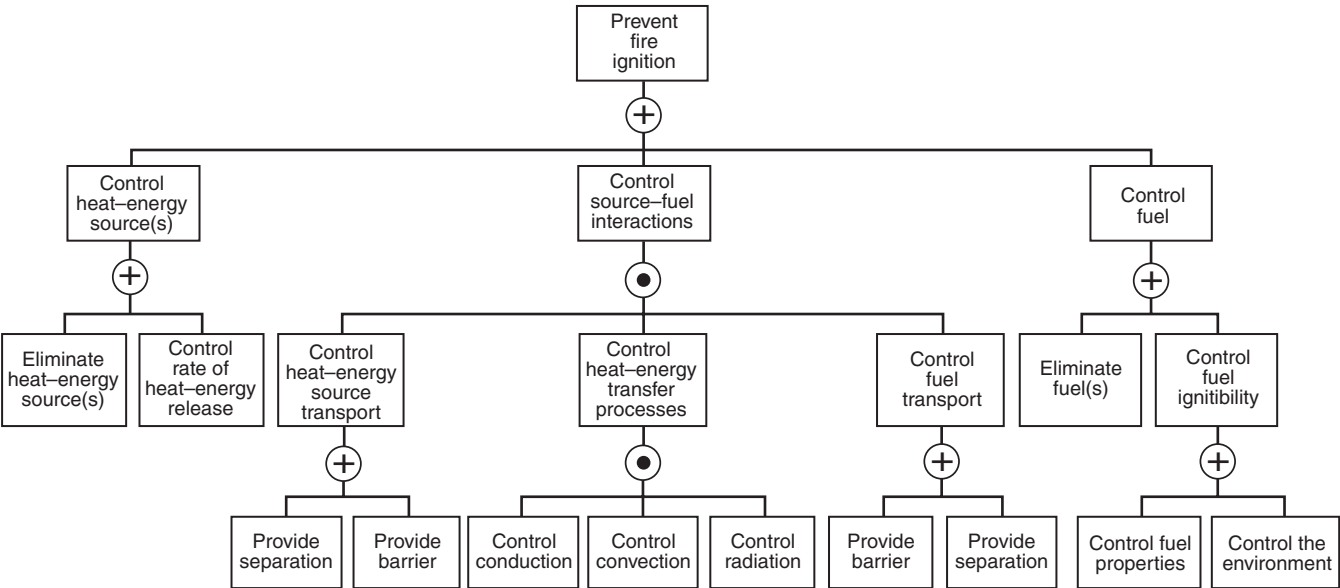 Prevent
fire
ignition
Control
heat–energy
source(s)
Control
source–fuel
interactions
Control
fuel
Eliminate
heat–energy
source(s)
Control
rate of
heat–energy
release
Control
heat–energy
source
transport
Control
heat–energy
transfer
processes
Control
fuel
transport
Eliminate
fuel(s)
Control
fuel
ignitibility
Provide
separation
Provide
barrier
Control
conduction
Control
convection
Control
radiation
Provide
barrier
Provide
separation
Control fuel
properties
Control the
environment